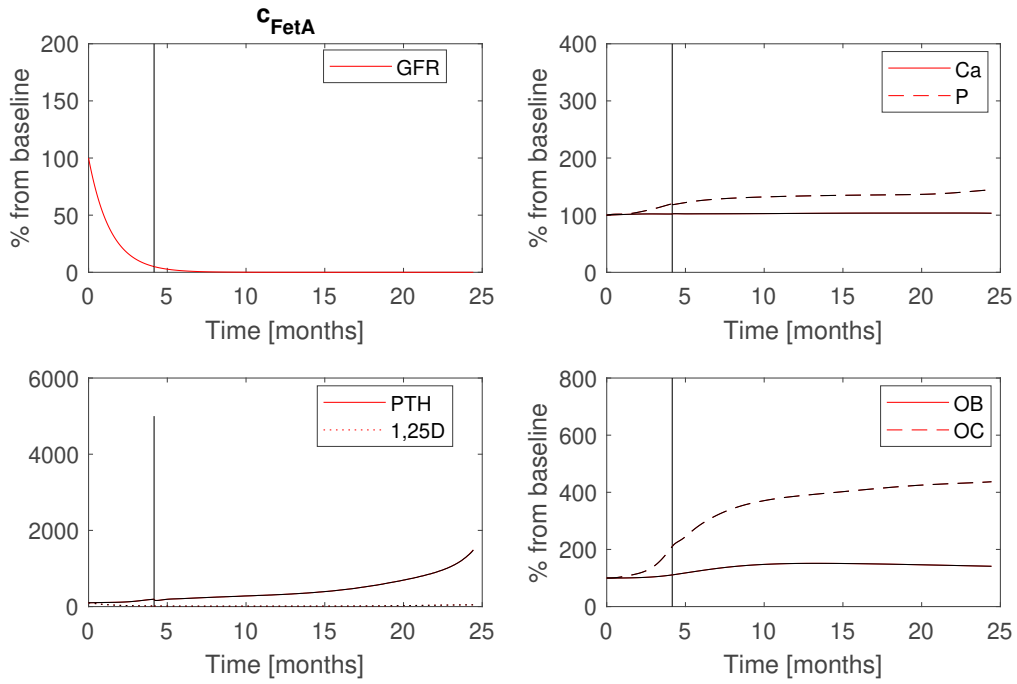 c_FetA
200
150
100
50
0
% from baseline
0 5 10 15 20 25
Time [months]
GFR
400
300
200
100
0
% from baseline
0 5 10 15 20 25
Time [months]
Ca
P
6000
4000
2000
0
% from baseline
0 5 10 15 20 25
Time [months]
PTH
1,25D
800
600
400
200
0
% from baseline
0 5 10 15 20 25
Time [months]
OB
OC